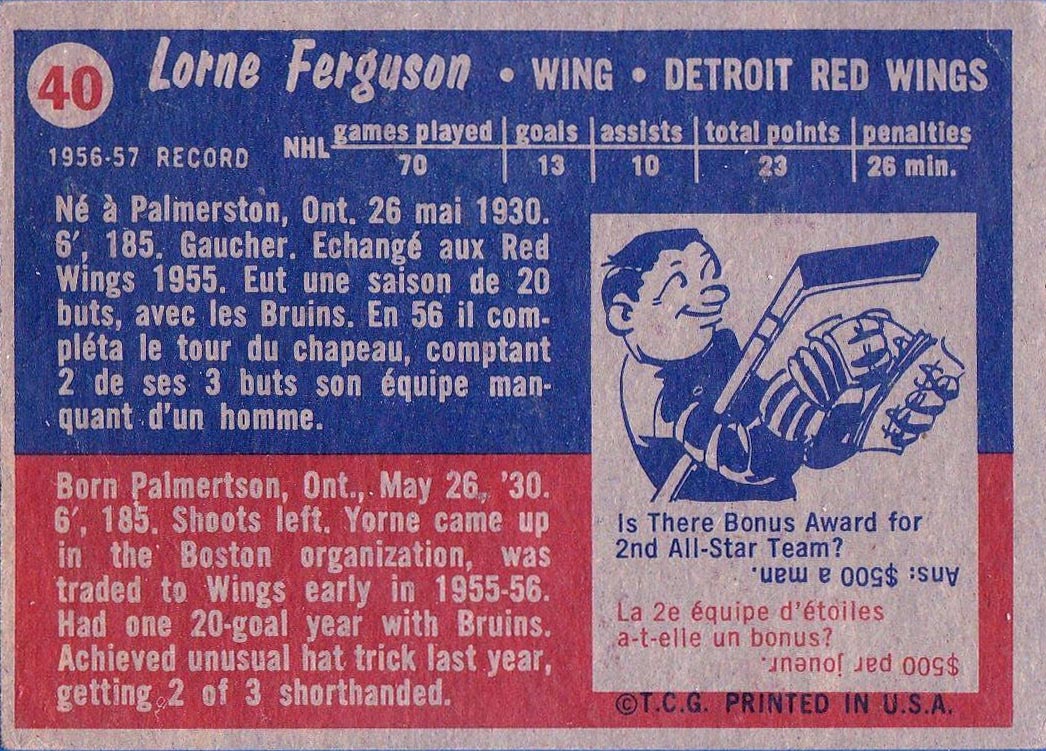 40 Lorne Ferguson • WING • DETROIT RED WINGS
1956-57 RECORD NHL games played goals assists total points penalties
70 13 10 23 26 min.
Né à Palmerston, Ont. 26 mai 1930.
6', 185. Gaucher. Echangé aux Red
Wings 1955. Eut une saison de 20
buts, avec les Bruins. En 56 il com-
pléta le tour du chapeau, comptant
2 de ses 3 buts son équipe man-
quant d'un homme.
Born Palmertson, Ont., May 26, '30.
6', 185. Shoots left. Yorne came up
in the Boston organization, was
traded to Wings early in 1955-56.
Had one 20-goal year with Bruins.
Achieved unusual hat trick last year,
getting 2 of 3 shorthanded.
Is There Bonus Award for
2nd All-Star Team?
Ans: $500 a man.
La 2e équipe d'étoiles
a-t-elle un bonus?
$500 par joueur.
©T.C.G. PRINTED IN U.S.A.